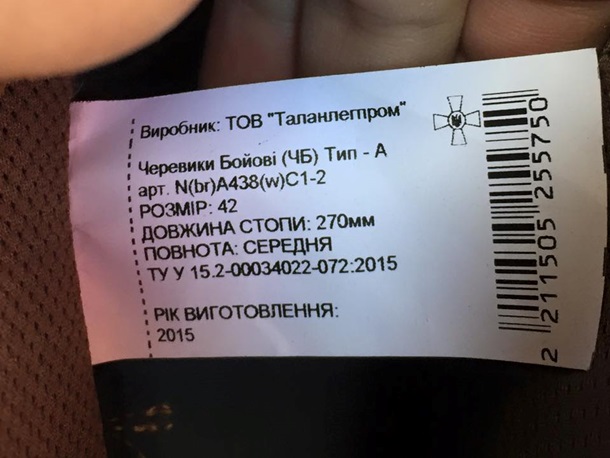 Виробник: ТОВ "Таланлегпром"
Черевики Бойові (ЧБ) Тип - А
арт. N(br)A438(w)C1-2
РОЗМІР: 42
ДОВЖИНА СТОПИ: 270мм
ПОВНОТА: СЕРЕДНЯ
ТУ У 15.2-00034022-072:2015
РІК ВИГОТОВЛЕННЯ:
2015
2 211505 255750